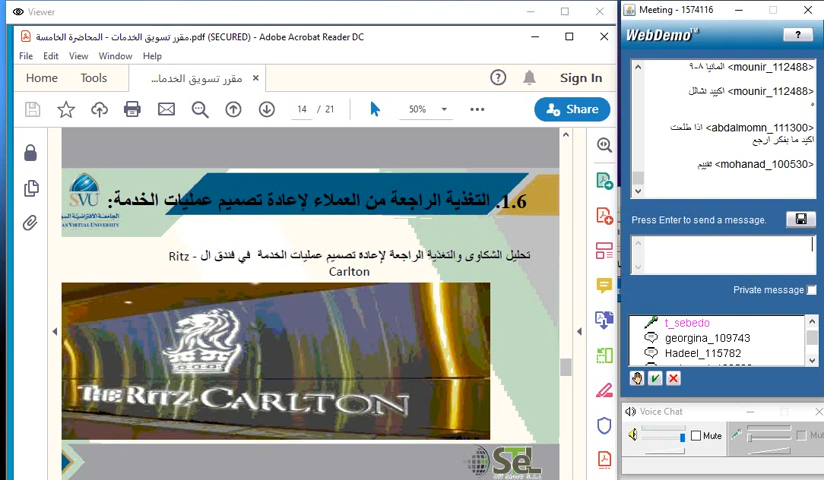 Viewer
مقرر تسويق الخدمات - المحاضرة الخامسة.pdf (SECURED) - Adobe Acrobat Reader DC
File Edit View Window Help
Home Tools مقرر تسويق الخدما... × Sign In
14 / 21 50% Share
1.6. التغذية الراجعة من العملاء لإعادة تصميم عمليات الخدمة:
SVU
تحليل الشكاوى والتغذية الراجعة لإعادة تصميم عمليات الخدمة في فندق ال - Ritz
Carlton
THE RITZ-CARLTON
STeL
Meeting - 1574116
WebDemo™ ?
<mounir_112488> المانيا ٨-٩
<mounir_112488> اكييد نشالل
ه
<abdalmomn_111300> اذا طلعت
اكيد ما بفكر ارجع
<mohanad_100530> تقييم
Press Enter to send a message.
Private message
t_sebedo
georgina_109743
Hadeel_115782
Voice Chat
Mute